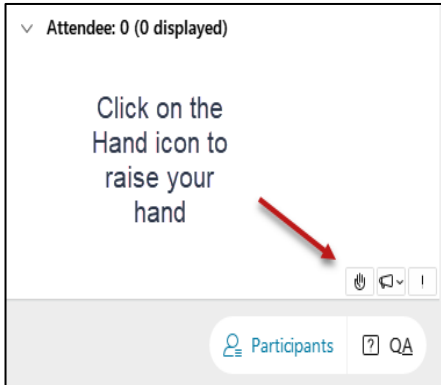 Attendee: 0 (0 displayed)
Click on the
Hand icon to
raise your
hand
Participants
? QA